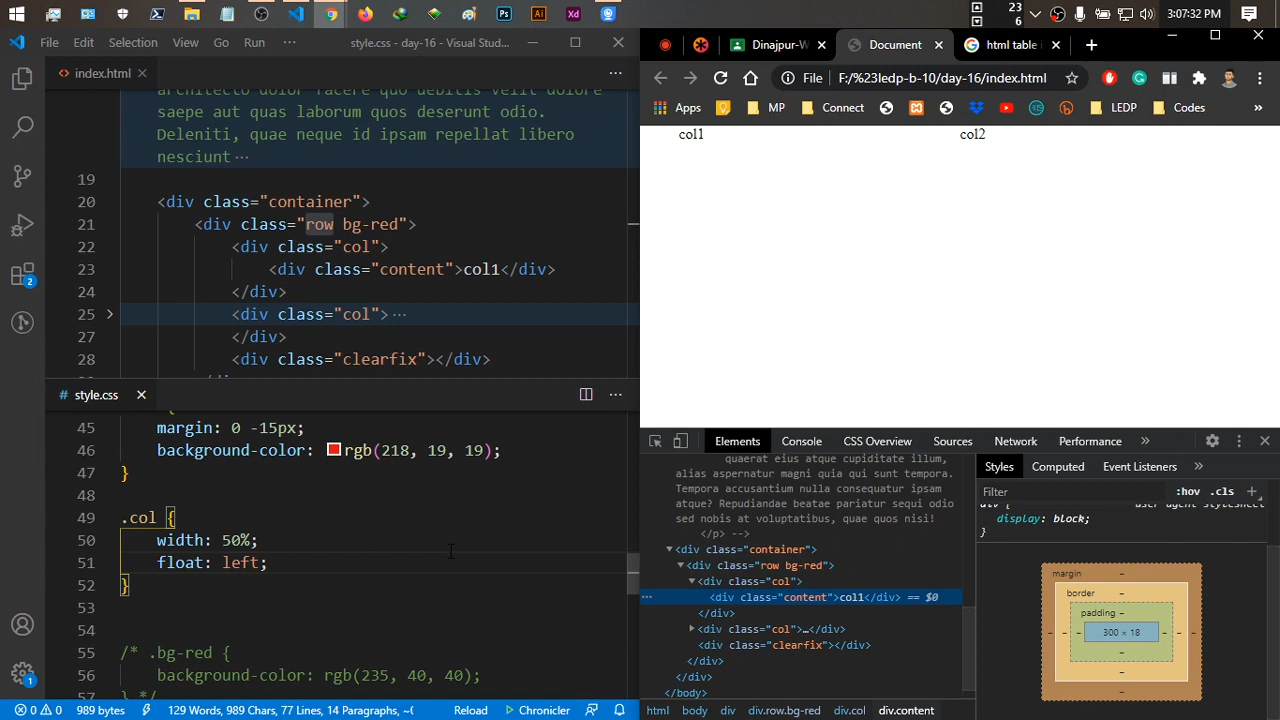 File Edit Selection View Go Run ··· style.css - day-16 - Visual Stud...
index.html
architecto dolor facere quo debitis velit dolore
saepe aut quas laborum quos deserunt odio.
Deleniti, quae neque id ipsam repellat libero
nesciunt ···
19
20 <div class="container">
21 <div class="row bg-red">
22 <div class="col">
23 <div class="content">col1</div>
24 </div>
25 <div class="col"> ···
27 </div>
28 <div class="clearfix"></div>
# style.css
45 margin: 0 -15px;
46 background-color: rgb(218, 19, 19);
47 }
48
49 .col {
50 width: 50%;
51 float: left;
52 }
53
54
55 /* .bg-red {
56 background-color: rgb(235, 40, 40);
57 } */
2
1
0 0 989 bytes 129 Words, 989 Chars, 77 Lines, 14 Paragraphs, ~( Reload Chronicler
23
6
3:07:32 PM
Dinajpur-W Document html table
File F:/%23ledp-b-10/day-16/index.html
Apps MP Connect LEDP Codes »
col1 col2
Elements Console CSS Overview Sources Network Performance »
quaerat eius atque cupiditate illum,
alias aspernatur magni quia qui sunt tempora.
Tempora accusantium nulla consequatur ipsam
atque? Repudiandae beatae pariatur sequi odio
sed nobis at voluptatibus, quae quos nisi!
</p> -->
<div class="container">
<div class="row bg-red">
<div class="col">
<div class="content">col1</div> == $0
</div>
<div class="col">…</div>
<div class="clearfix"></div>
</div>
</div>
</body>
html body div div.row.bg-red div.col div.content
Styles Computed Event Listeners »
Filter :hov .cls +
display: block;
}
margin -
border -
padding -
- - - 300 × 18 - - -
-
-
-